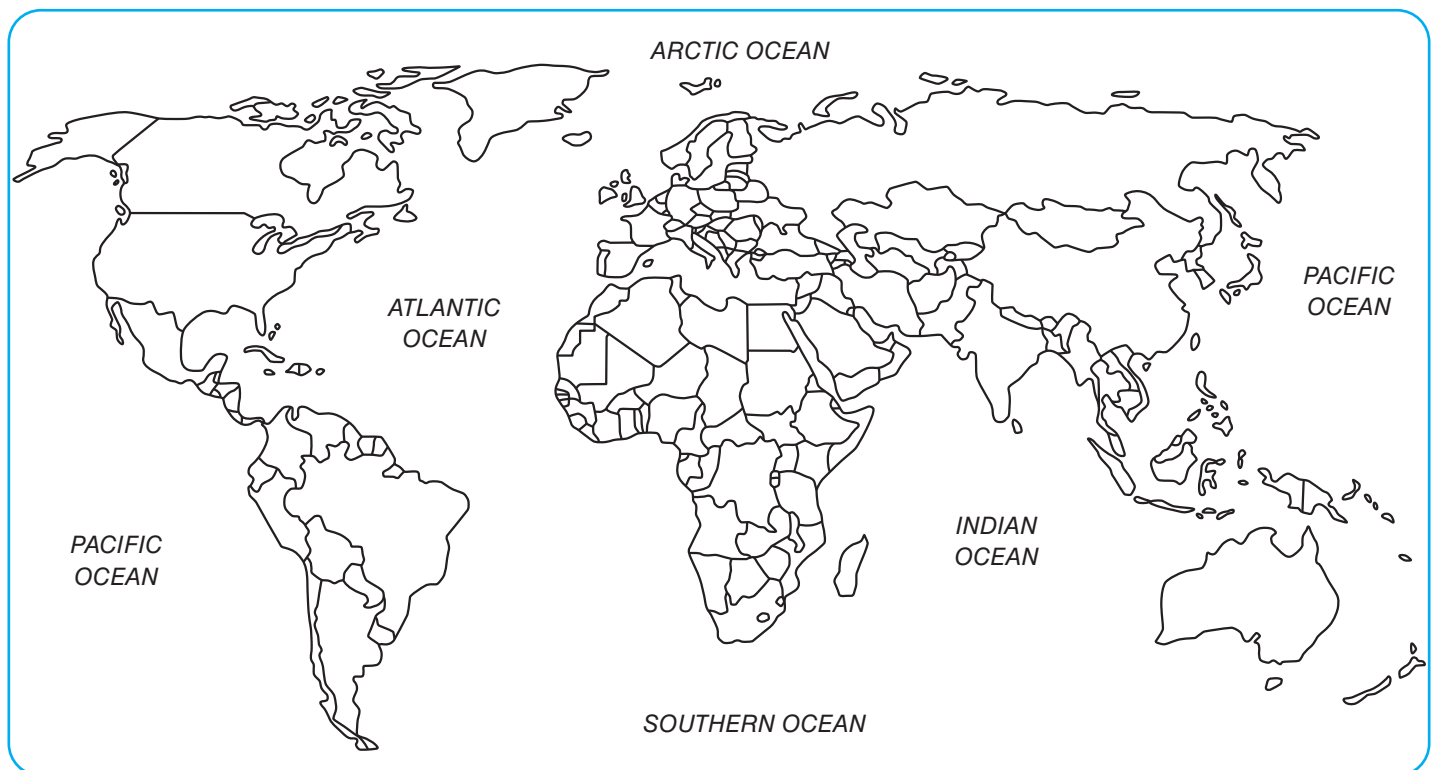 ARCTIC OCEAN
ATLANTIC
OCEAN
PACIFIC
OCEAN
PACIFIC
OCEAN
INDIAN
OCEAN
SOUTHERN OCEAN